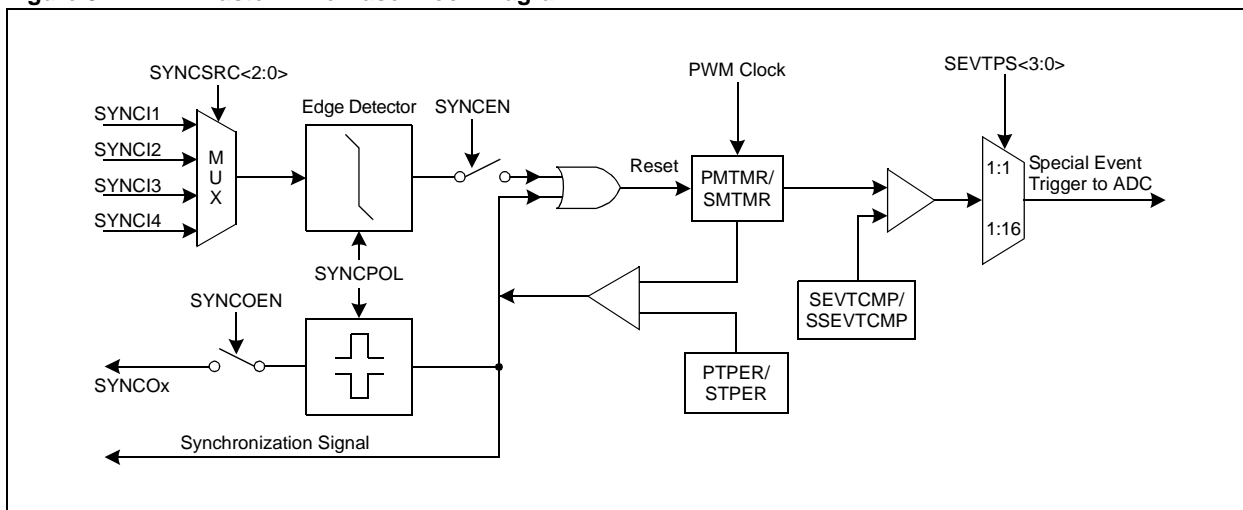 SYNCSRC<2:0>
SYNCI1
SYNCI2
SYNCI3
SYNCI4
MUX
Edge Detector
SYNCEN
PWM Clock
SEVTPS<3:0>
Reset
PMTMR/
SMTMR
1:1
1:16
Special Event
Trigger to ADC
SYNCPOL
SYNCOEN
SYNCOx
SEVTCMP/
SSEVTCMP
PTPER/
STPER
Synchronization Signal